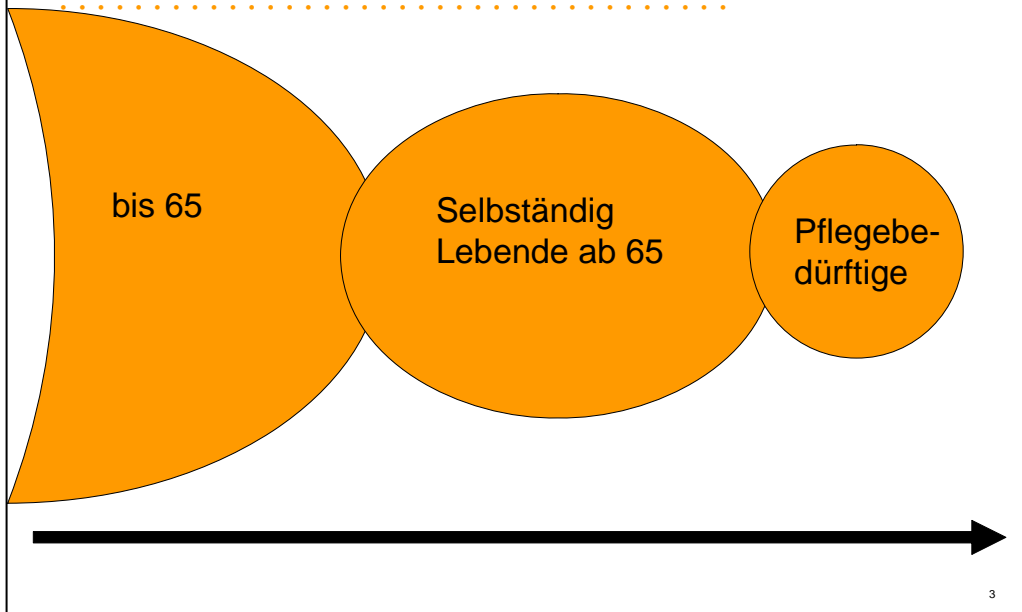 bis 65
Selbständig
Lebende ab 65
Pflegebe-
dürftige
3